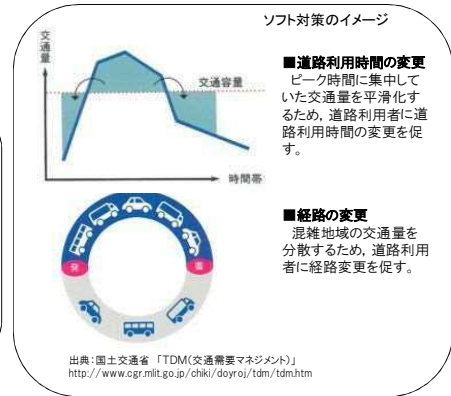 ソフト対策のイメージ
交通量
交通容量
時間帯
■道路利用時間の変更
ピーク時間に集中して
いた交通量を平滑化す
るため，道路利用者に道
路利用時間の変更を促
す。
発
着
■経路の変更
混雑地域の交通量を
分散するため，道路利用
者に経路変更を促す。
出典：国土交通省　「TDM(交通需要マネジメント)」
http://www.cgr.mlit.go.jp/chiki/doyroj/tdm/tdm.htm